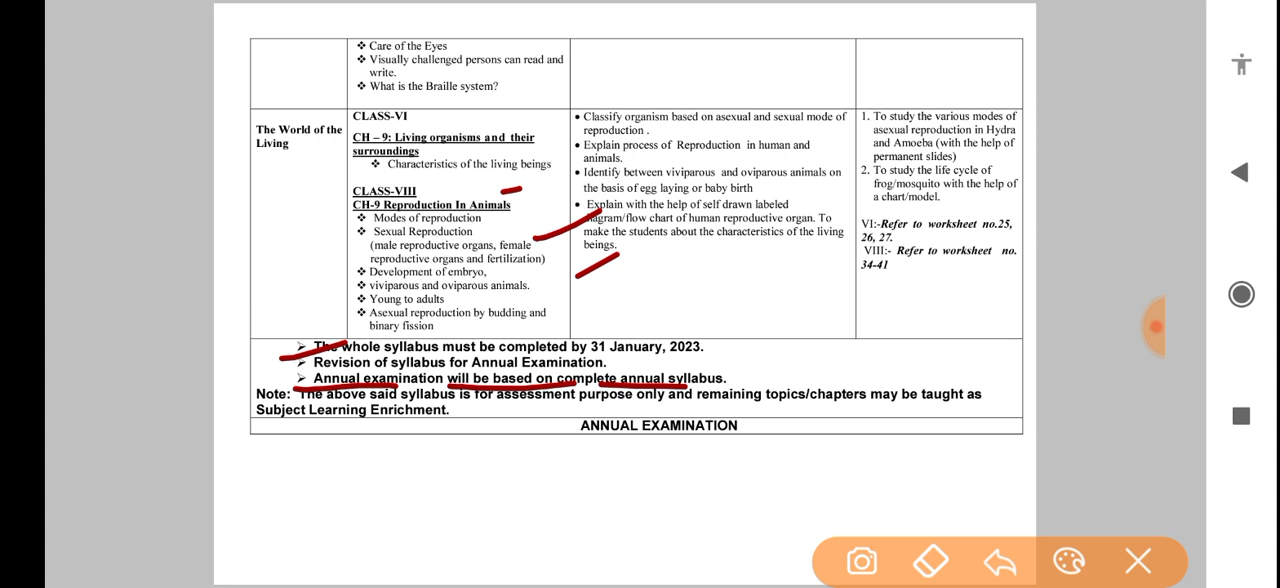 ❖ Care of the Eyes
❖ Visually challenged persons can read and
write.
❖ What is the Braille system?
The World of the
Living
CLASS-VI
CH – 9: Living organisms and their
surroundings
❖ Characteristics of the living beings
CLASS-VIII
CH-9 Reproduction In Animals
❖ Modes of reproduction
❖ Sexual Reproduction
(male reproductive organs, female
reproductive organs and fertilization)
❖ Development of embryo,
❖ viviparous and oviparous animals.
❖ Young to adults
❖ Asexual reproduction by budding and
binary fission
• Classify organism based on asexual and sexual mode of
reproduction .
• Explain process of Reproduction in human and
animals.
• Identify between viviparous and oviparous animals on
the basis of egg laying or baby birth
• Explain with the help of self drawn labeled
diagram/flow chart of human reproductive organ. To
make the students about the characteristics of the living
beings.
1. To study the various modes of
asexual reproduction in Hydra
and Amoeba (with the help of
permanent slides)
2. To study the life cycle of
frog/mosquito with the help of
a chart/model.
VI:-Refer to worksheet no.25,
26, 27.
VIII:- Refer to worksheet no.
34-41
➢ The whole syllabus must be completed by 31 January, 2023.
➢ Revision of syllabus for Annual Examination.
➢ Annual examination will be based on complete annual syllabus.
Note: The above said syllabus is for assessment purpose only and remaining topics/chapters may be taught as
Subject Learning Enrichment.
ANNUAL EXAMINATION